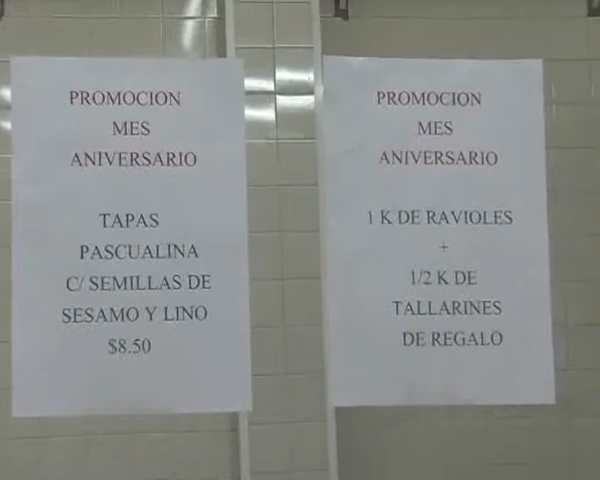 PROMOCION
MES
ANIVERSARIO
TAPAS
PASCUALINA
C/ SEMILLAS DE
SESAMO Y LINO
$8.50
PROMOCION
MES
ANIVERSARIO
1 K DE RAVIOLES
+
1/2 K DE
TALLARINES
DE REGALO